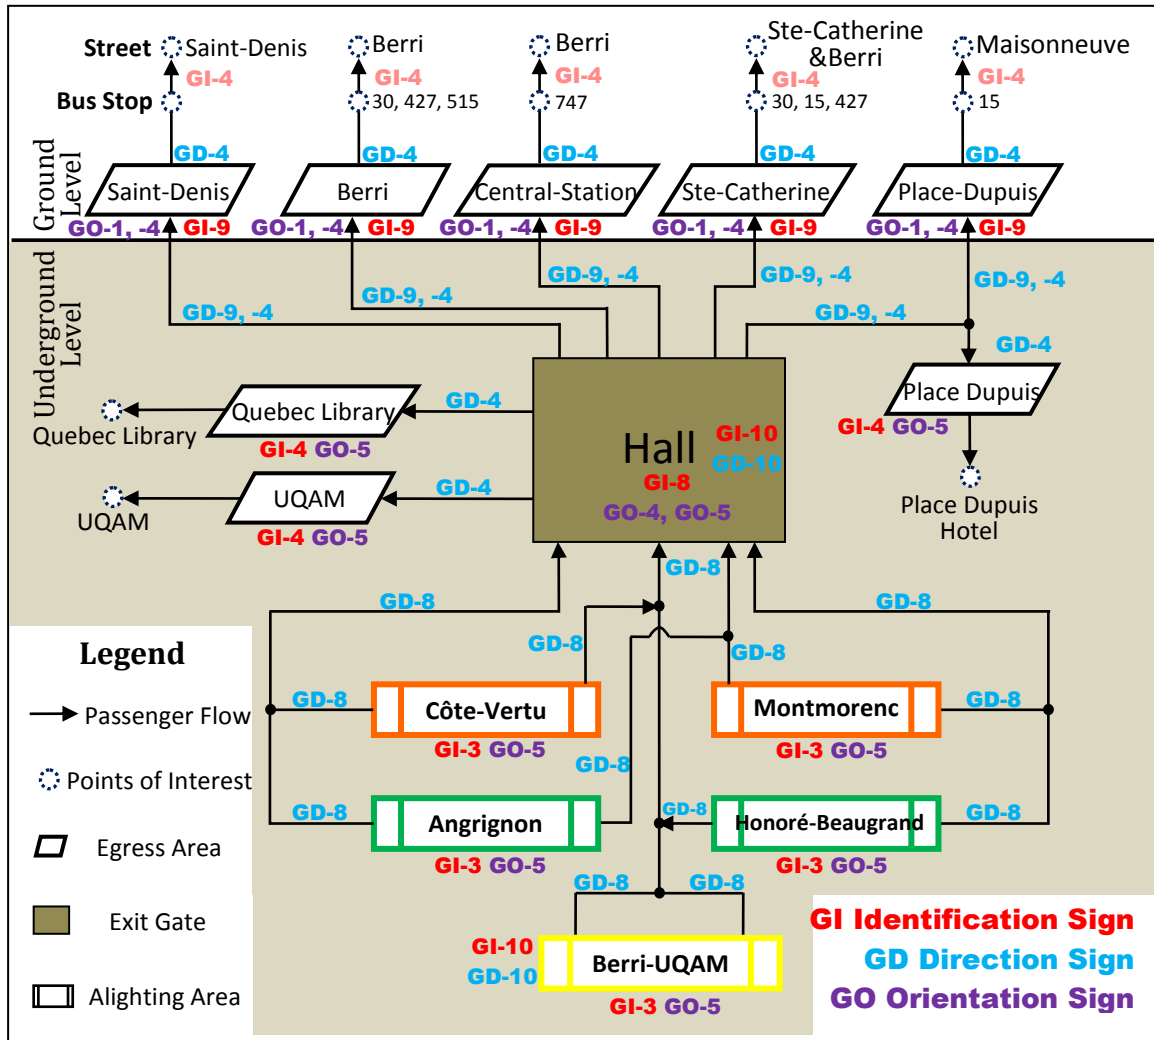 Street
Saint-Denis
Berri
Berri
Ste-Catherine
&Berri
Maisonneuve
GI-4
GI-4
GI-4
GI-4
GI-4
Bus Stop
30, 427, 515
747
30, 15, 427
15
Ground
Level
GD-4
GD-4
GD-4
GD-4
GD-4
Saint-Denis
Berri
Central-Station
Ste-Catherine
Place-Dupuis
GO-1, -4 GI-9
GO-1, -4 GI-9
GO-1, -4 GI-9
GO-1, -4 GI-9
GO-1, -4 GI-9
Underground
Level
GD-9, -4
GD-9, -4
GD-9, -4
GD-9, -4
GD-9, -4
GD-9, -4
GD-4
Place Dupuis
GI-4 GO-5
Place Dupuis
Hotel
Quebec Library
GD-4
Quebec Library
GI-4 GO-5
UQAM
GD-4
UQAM
GI-4 GO-5
Hall
GI-10
GD-10
GI-8
GO-4, GO-5
GD-8
GD-8
GD-8
GD-8
GD-8
GD-8
Côte-Vertu
GI-3 GO-5
Montmorenc
GI-3 GO-5
GD-8
GD-8
GD-8
Angrignon
GI-3 GO-5
GD-8
Honoré-Beaugrand
GI-3 GO-5
GD-8
GD-8
GD-8
GI-10
GD-10
Berri-UQAM
GI-3 GO-5
Legend
Passenger Flow
Points of Interest
Egress Area
Exit Gate
Alighting Area
GI Identification Sign
GD Direction Sign
GO Orientation Sign